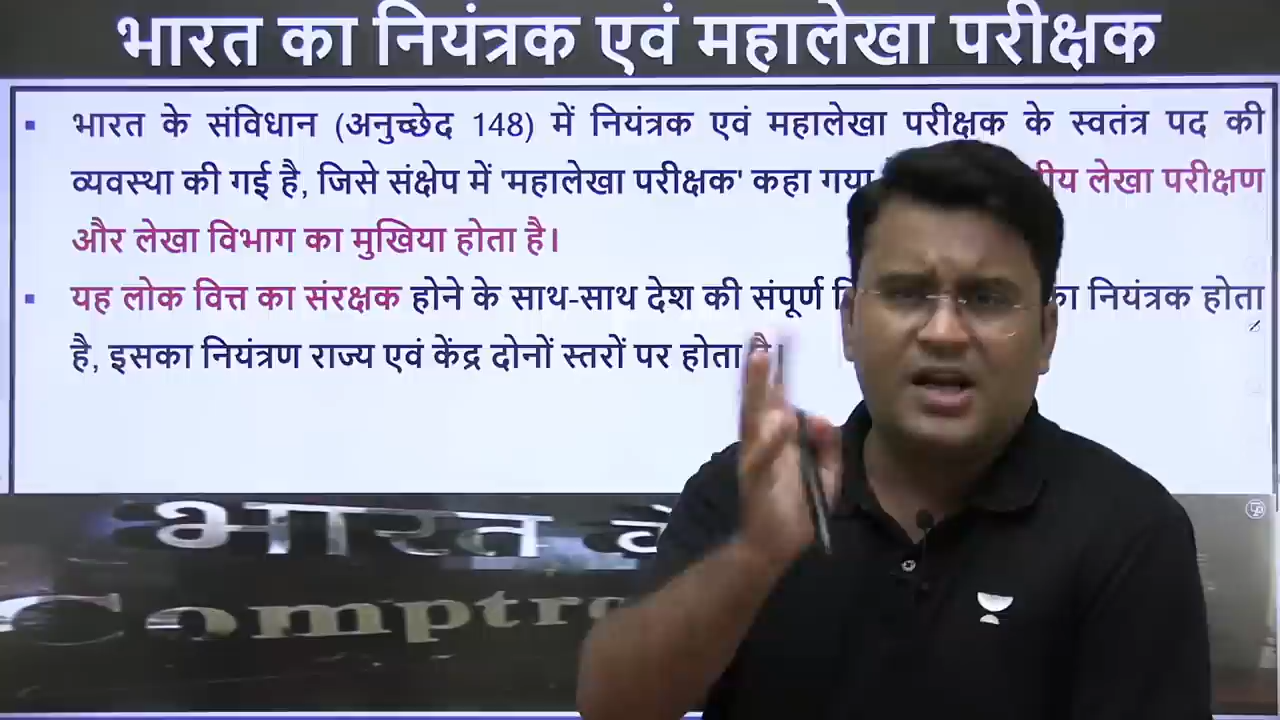 भारत का नियंत्रक एवं महालेखा परीक्षक
भारत के संविधान (अनुच्छेद 148) में नियंत्रक एवं महालेखा परीक्षक के स्वतंत्र पद की
व्यवस्था की गई है, जिसे संक्षेप में 'महालेखा परीक्षक' कहा गया लेखा परीक्षण
और लेखा विभाग का मुखिया होता है।
यह लोक वित्त का संरक्षक होने के साथ-साथ देश की संपूर्ण का नियंत्रक होता
है, इसका नियंत्रण राज्य एवं केंद्र दोनों स्तरों पर होता है।
भारत